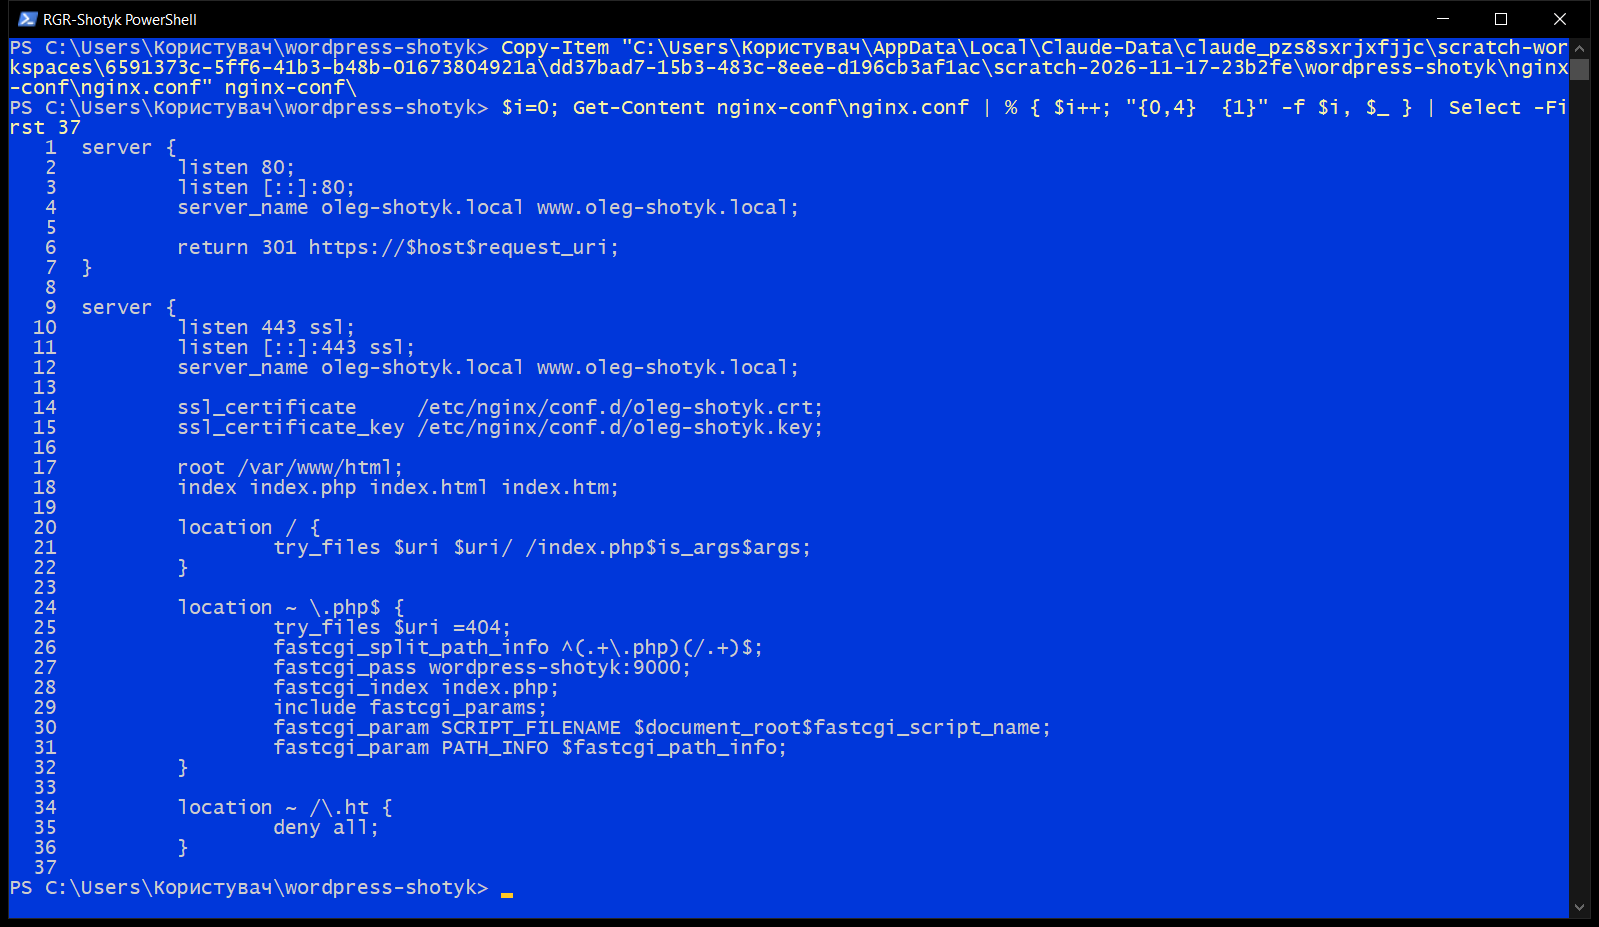 RGR-Shotyk PowerShell
PS C:\Users\Користувач\wordpress-shotyk> Copy-Item "C:\Users\Користувач\AppData\Local\Claude-Data\claude_pzs8sxrjxfjjc\scratch-wor
kspaces\6591373c-5ff6-41b3-b48b-01673804921a\dd37bad7-15b3-483c-8eee-d196cb3af1ac\scratch-2026-11-17-23b2fe\wordpress-shotyk\nginx
-conf\nginx.conf" nginx-conf\
PS C:\Users\Користувач\wordpress-shotyk> $i=0; Get-Content nginx-conf\nginx.conf | % { $i++; "{0,4}  {1}" -f $i, $_ } | Select -Fi
rst 37
   1  server {
   2          listen 80;
   3          listen [::]:80;
   4          server_name oleg-shotyk.local www.oleg-shotyk.local;
   5
   6          return 301 https://$host$request_uri;
   7  }
   8
   9  server {
  10          listen 443 ssl;
  11          listen [::]:443 ssl;
  12          server_name oleg-shotyk.local www.oleg-shotyk.local;
  13
  14          ssl_certificate     /etc/nginx/conf.d/oleg-shotyk.crt;
  15          ssl_certificate_key /etc/nginx/conf.d/oleg-shotyk.key;
  16
  17          root /var/www/html;
  18          index index.php index.html index.htm;
  19
  20          location / {
  21                  try_files $uri $uri/ /index.php$is_args$args;
  22          }
  23
  24          location ~ \.php$ {
  25                  try_files $uri =404;
  26                  fastcgi_split_path_info ^(.+\.php)(/.+)$;
  27                  fastcgi_pass wordpress-shotyk:9000;
  28                  fastcgi_index index.php;
  29                  include fastcgi_params;
  30                  fastcgi_param SCRIPT_FILENAME $document_root$fastcgi_script_name;
  31                  fastcgi_param PATH_INFO $fastcgi_path_info;
  32          }
  33
  34          location ~ /\.ht {
  35                  deny all;
  36          }
  37
PS C:\Users\Користувач\wordpress-shotyk>